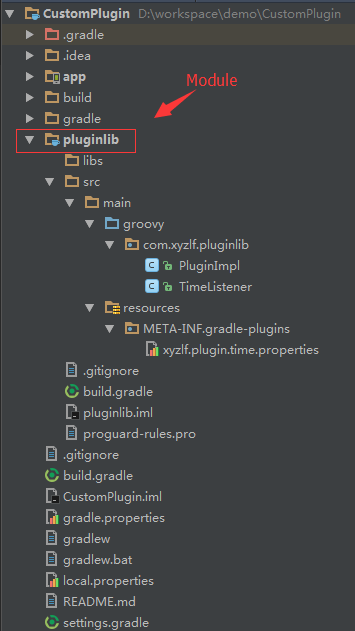 CustomPlugin D:\workspace\demo\CustomPlugin
.gradle
.idea
app
Module
build
gradle
pluginlib
libs
src
main
groovy
com.xyzlf.pluginlib
PluginImpl
TimeListener
resources
META-INF.gradle-plugins
xyzlf.plugin.time.properties
.gitignore
build.gradle
pluginlib.iml
proguard-rules.pro
.gitignore
build.gradle
CustomPlugin.iml
gradle.properties
gradlew
gradlew.bat
local.properties
README.md
settings.gradle